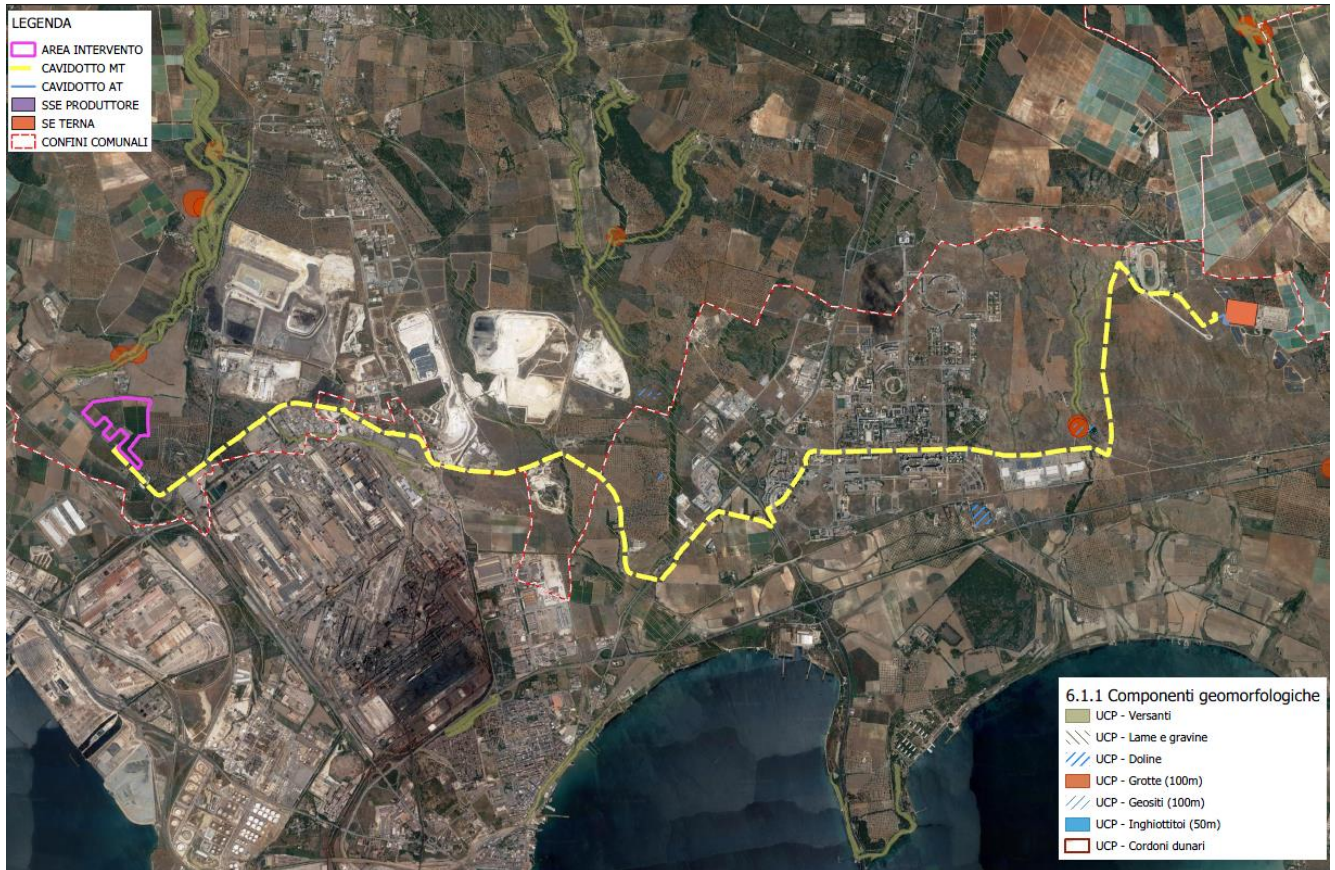 LEGENDA
AREA INTERVENTO
CAVIDOTTO MT
CAVIDOTTO AT
SSE PRODUTTORE
SE TERNA
CONFINI COMUNALI
6.1.1 Componenti geomorfologiche
UCP - Versanti
UCP - Lame e gravine
UCP - Doline
UCP - Grotte (100m)
UCP - Geositi (100m)
UCP - Inghiottitoi (50m)
UCP - Cordoni dunari